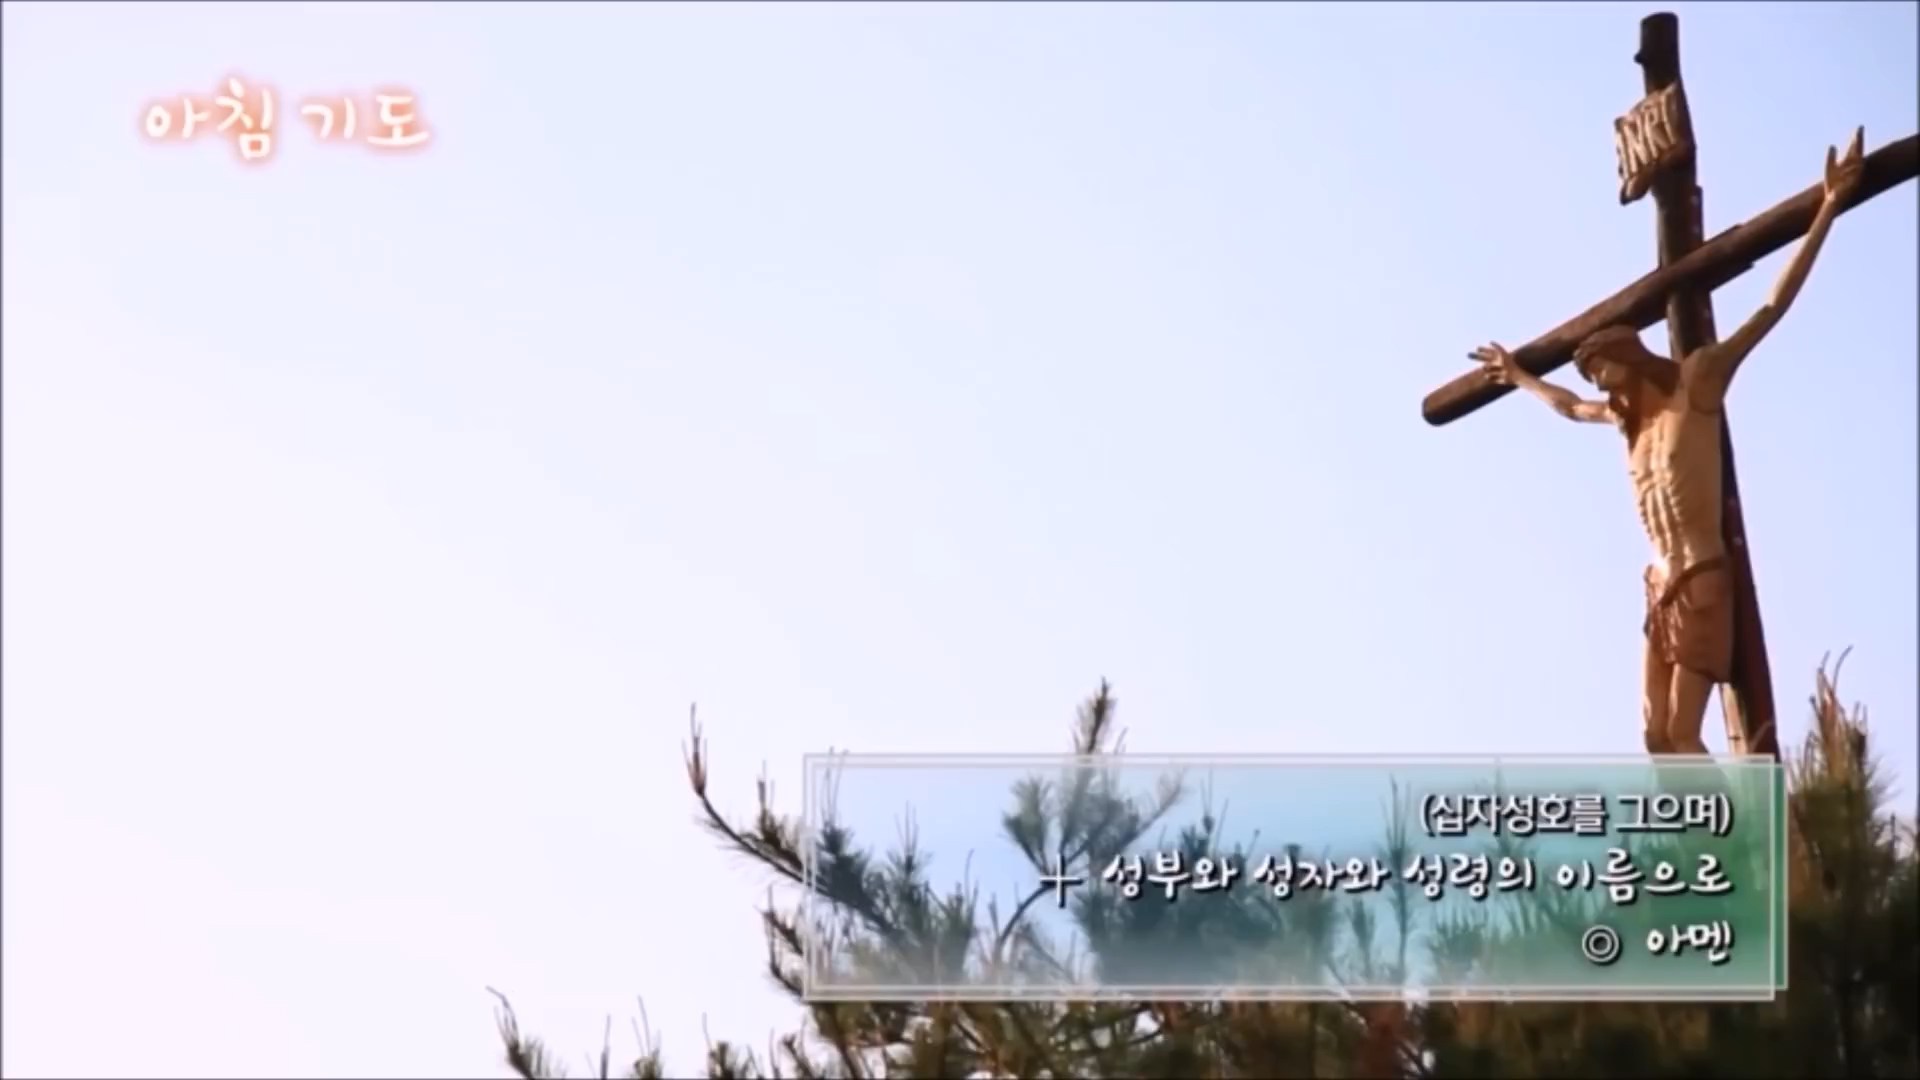 아침 기도
INRI
(십자성호를 그으며)
┼ 성부와 성자와 성령의 이름으로
◎ 아멘